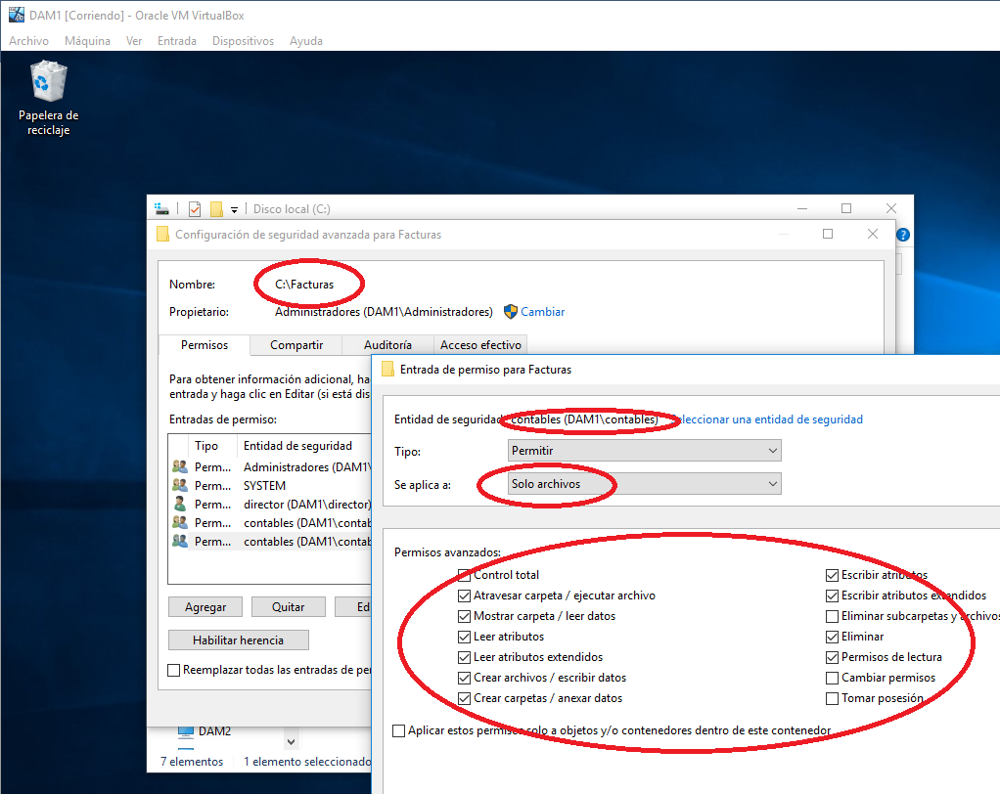 DAM1 [Corriendo] - Oracle VM VirtualBox
Archivo Máquina Ver Entrada Dispositivos Ayuda
Papelera de
reciclaje
Disco local (C:)
Configuración de seguridad avanzada para Facturas
Nombre: C:\Facturas
Propietario: Administradores (DAM1\Administradores) Cambiar
Permisos Compartir Auditoría Acceso efectivo
Para obtener información adicional, ha
entrada y haga clic en Editar (si está dis
Entradas de permiso:
Tipo Entidad de seguridad
Perm... Administradores (DAM1\
Perm... SYSTEM
Perm... director (DAM1\director)
Perm... contables (DAM1\contab
Perm... contables (DAM1\contab
Agregar Quitar Ed
Habilitar herencia
Reemplazar todas las entradas de per
Entrada de permiso para Facturas
Entidad de seguridad: contables (DAM1\contables) eleccionar una entidad de seguridad
Tipo: Permitir
Se aplica a: Solo archivos
Permisos avanzados:
Control total
Atravesar carpeta / ejecutar archivo
Mostrar carpeta / leer datos
Leer atributos
Leer atributos extendidos
Crear archivos / escribir datos
Crear carpetas / anexar datos
Escribir atributos
Escribir atributos extendidos
Eliminar subcarpetas y archivos
Eliminar
Permisos de lectura
Cambiar permisos
Tomar posesión
Aplicar estos permisos solo a objetos y/o contenedores dentro de este contenedor
DAM2
7 elementos 1 elemento seleccionado